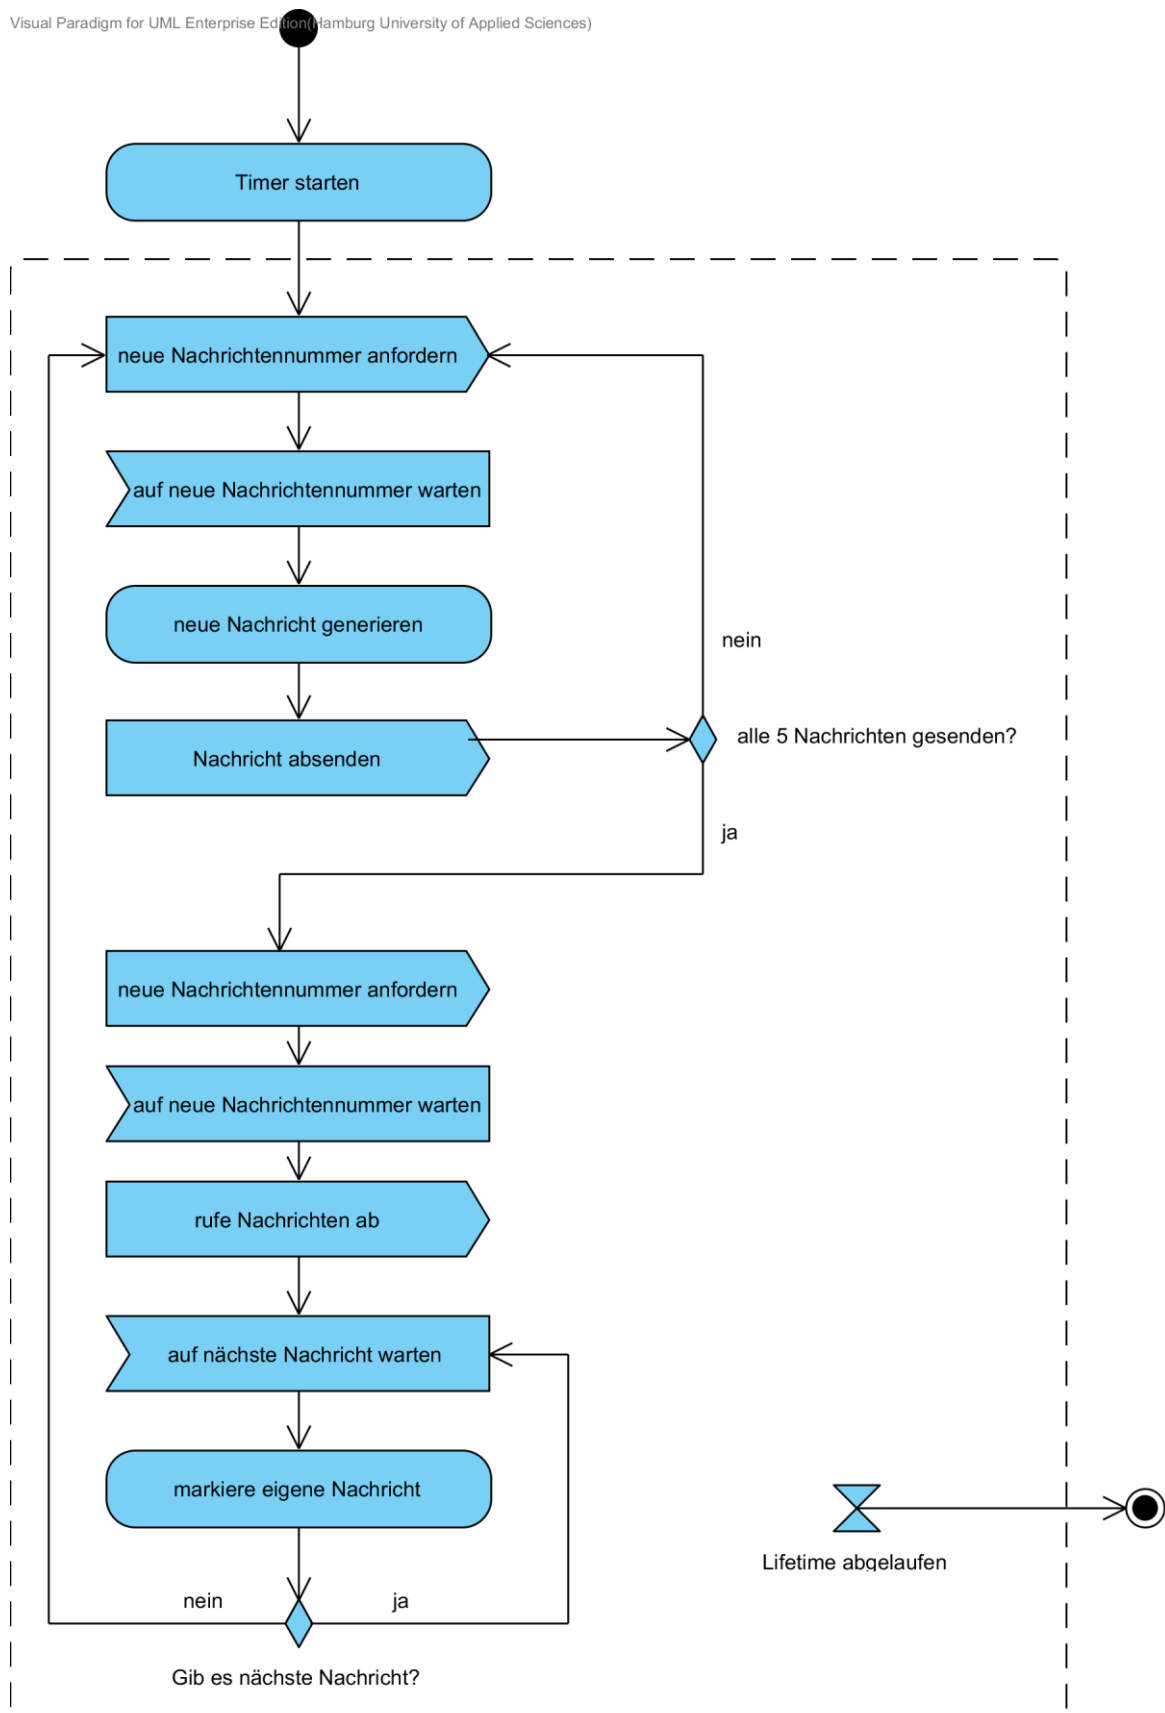 Visual Paradigm for UML Enterprise Edition(Hamburg University of Applied Sciences)
Timer starten
neue Nachrichtennummer anfordern
auf neue Nachrichtennummer warten
neue Nachricht generieren
nein
alle 5 Nachrichten gesenden?
Nachricht absenden
ja
neue Nachrichtennummer anfordern
auf neue Nachrichtennummer warten
rufe Nachrichten ab
auf nächste Nachricht warten
markiere eigene Nachricht
Lifetime abgelaufen
nein
ja
Gib es nächste Nachricht?